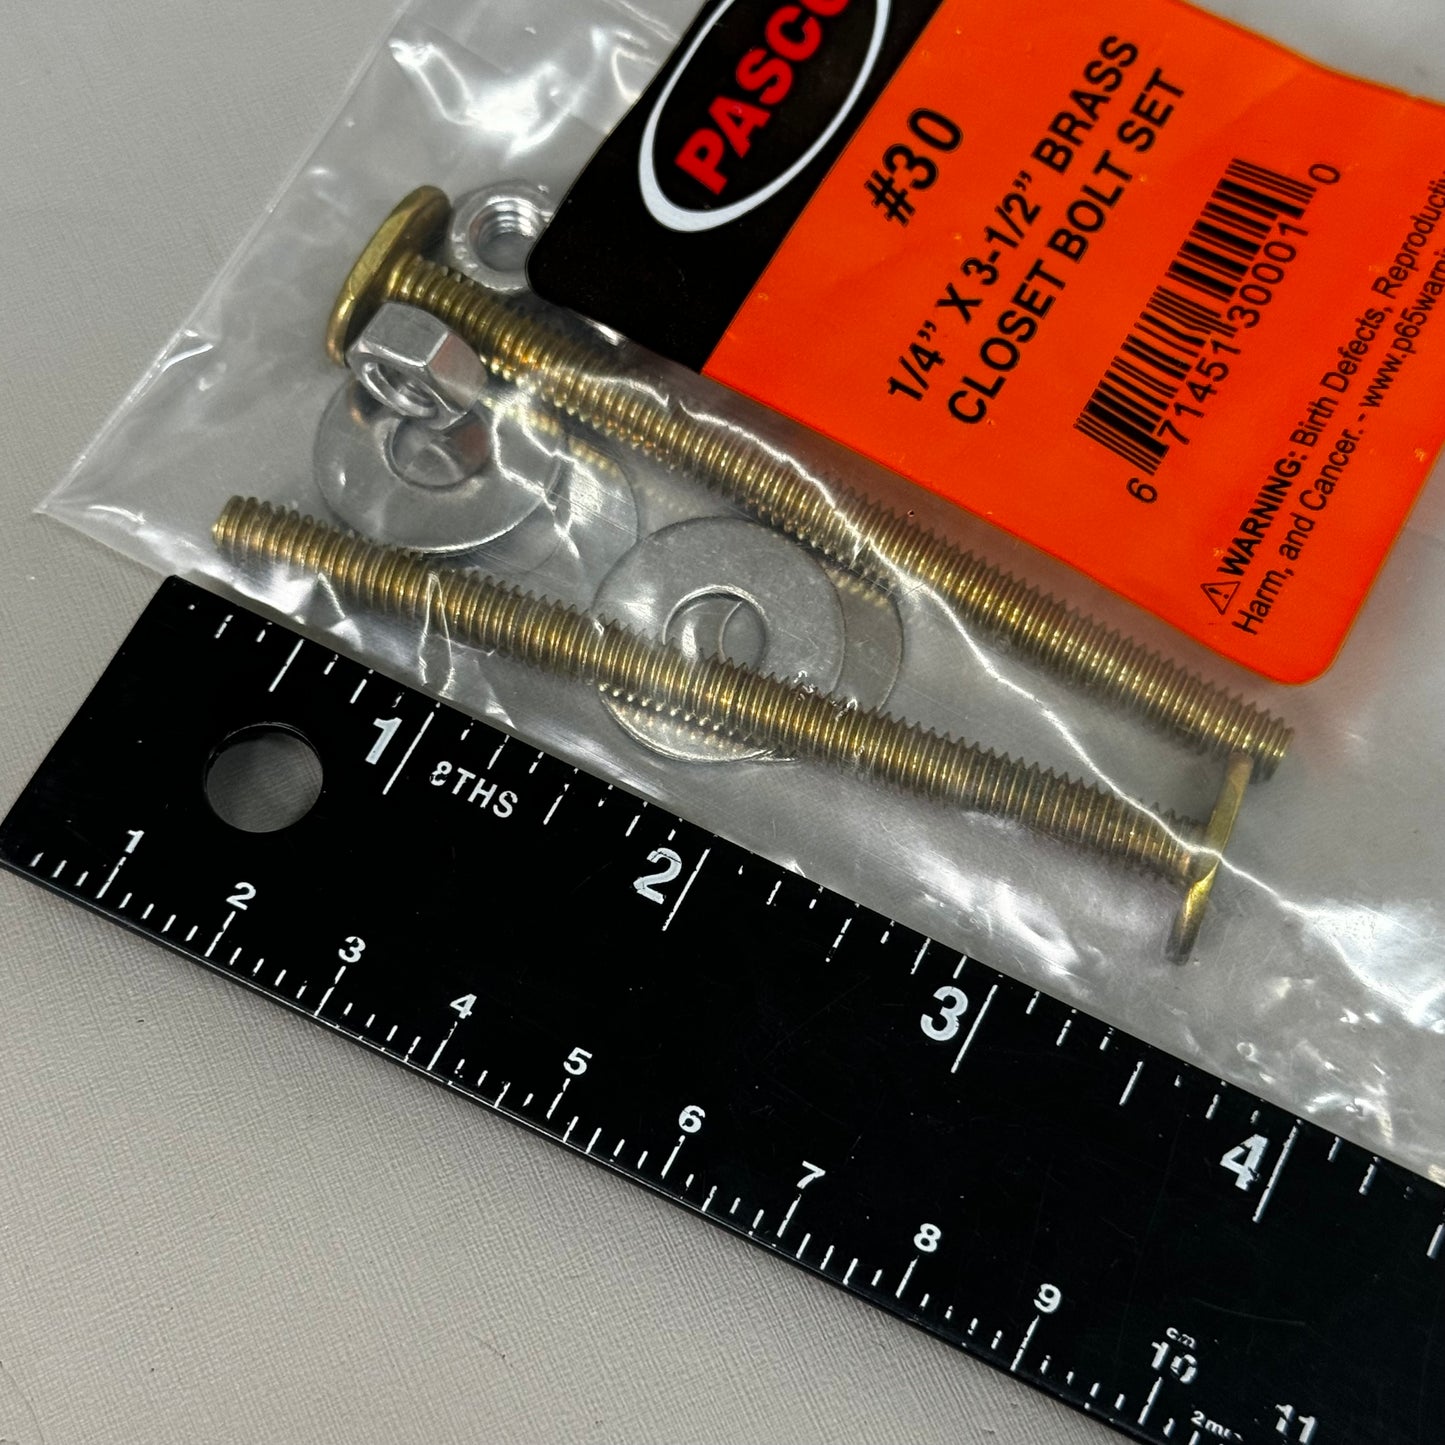 PASCO
#30
1/4” X 3-1/2” BRASS
CLOSET BOLT SET
6 71451 30001 0
⚠WARNING: Birth Defects, Reproductive
Harm, and Cancer. - www.p65warni
1 2 3 4
8THS
1 2 3 4 5 6 7 8 9 10 11
cm
2mm